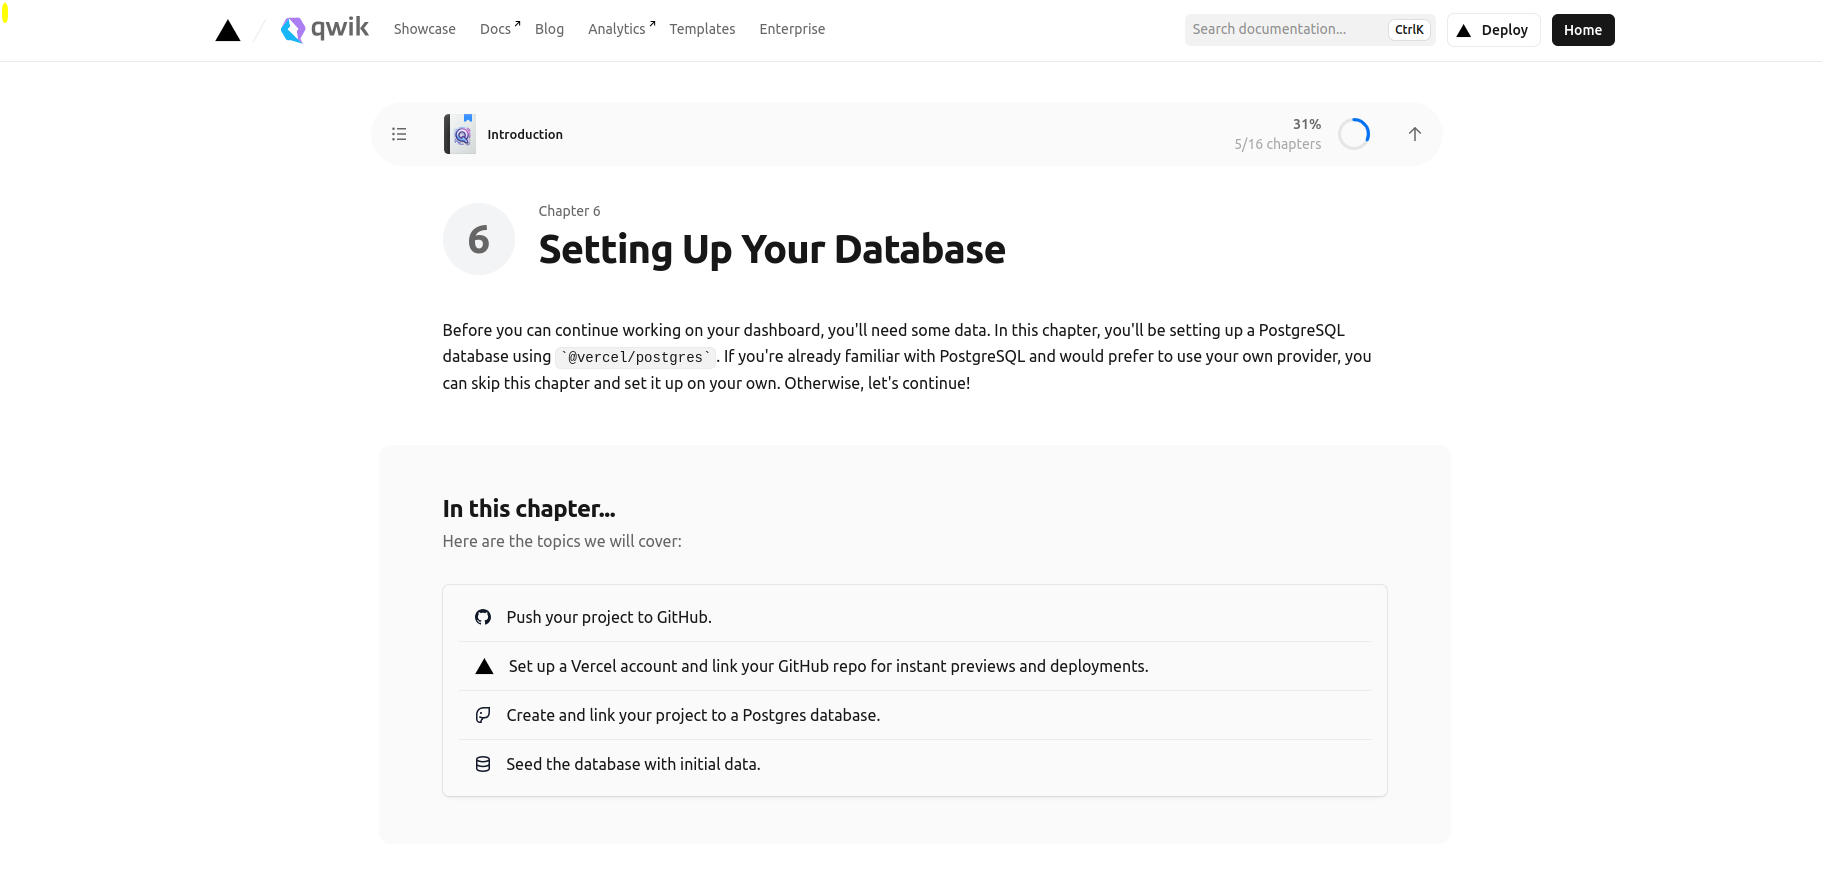 qwik
Showcase
Docs
Blog
Analytics
Templates
Enterprise
Search documentation...
CtrlK
Deploy
Home
Introduction
31%
5/16 chapters
6
Chapter 6
Setting Up Your Database
Before you can continue working on your dashboard, you'll need some data. In this chapter, you'll be setting up a PostgreSQL
database using `@vercel/postgres`. If you're already familiar with PostgreSQL and would prefer to use your own provider, you
can skip this chapter and set it up on your own. Otherwise, let's continue!
In this chapter...
Here are the topics we will cover:
Push your project to GitHub.
Set up a Vercel account and link your GitHub repo for instant previews and deployments.
Create and link your project to a Postgres database.
Seed the database with initial data.